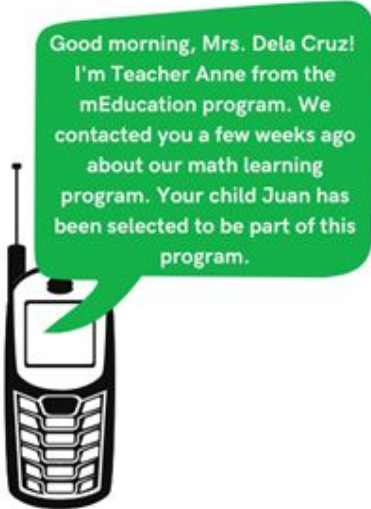 Good morning, Mrs. Dela Cruz!
I'm Teacher Anne from the
mEducation program. We
contacted you a few weeks ago
about our math learning
program. Your child Juan has
been selected to be part of this
program.